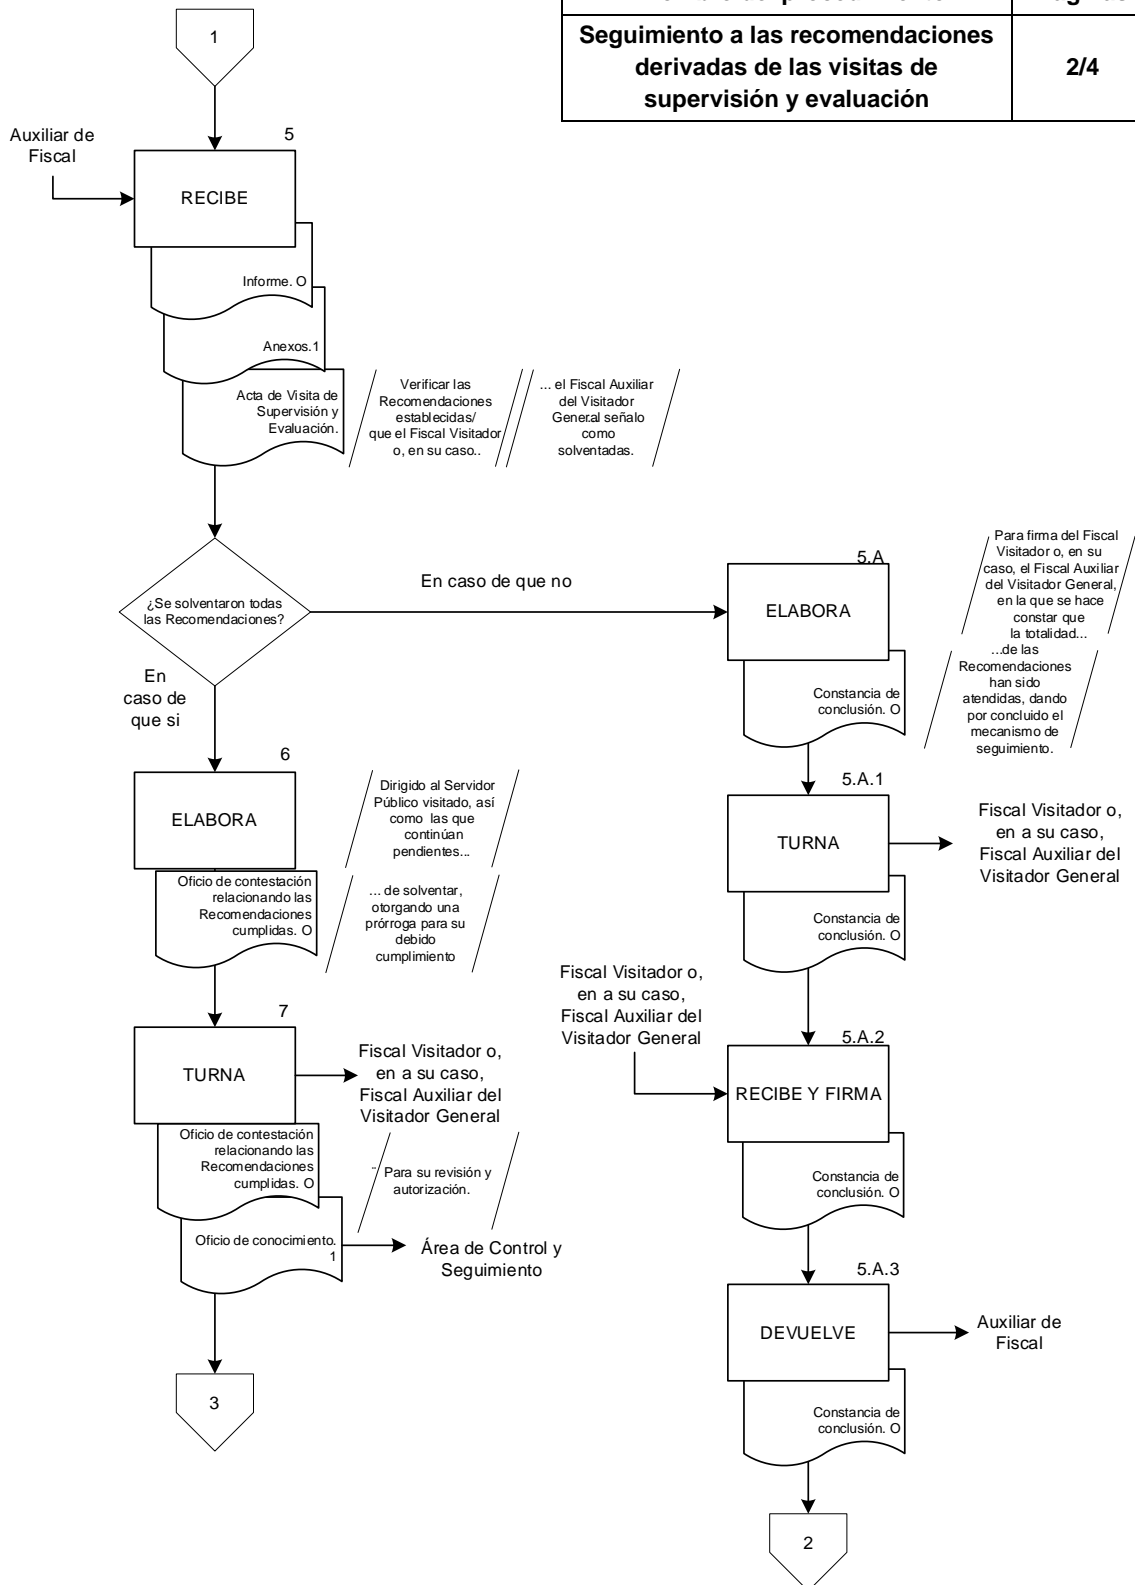 Seguimiento a las recomendaciones
derivadas de las visitas de
supervisión y evaluación
2/4
1
Auxiliar de
Fiscal
5
RECIBE
Informe. O
Anexos.1
Acta de Visita de
Supervisión y
Evaluación.
Verificar las
Recomendaciones
establecidas/
que el Fiscal Visitador
o, en su caso..
... el Fiscal Auxiliar
del Visitador
General señalo
como
solventadas.
¿Se solventaron todas
las Recomendaciones?
En caso de que no
En
caso de
que si
5.A
ELABORA
Constancia de
conclusión. O
Para firma del Fiscal
Visitador o, en su
caso, el Fiscal Auxiliar
del Visitador General,
en la que se hace
constar que
la totalidad...
...de las
Recomendaciones
han sido
atendidas, dando
por concluido el
mecanismo de
seguimiento.
6
ELABORA
Oficio de contestación
relacionando las
Recomendaciones
cumplidas. O
Dirigido al Servidor
Público visitado, así
como las que
continúan
pendientes...
... de solventar,
otorgando una
prórroga para su
debido
cumplimiento
5.A.1
TURNA
Constancia de
conclusión. O
Fiscal Visitador o,
en a su caso,
Fiscal Auxiliar del
Visitador General
7
TURNA
Fiscal Visitador o,
en a su caso,
Fiscal Auxiliar del
Visitador General
Oficio de contestación
relacionando las
Recomendaciones
cumplidas. O
¨ Para su revisión y
autorización.
Oficio de conocimiento.
1
Área de Control y
Seguimiento
3
Fiscal Visitador o,
en a su caso,
Fiscal Auxiliar del
Visitador General
5.A.2
RECIBE Y FIRMA
Constancia de
conclusión. O
5.A.3
DEVUELVE
Auxiliar de
Fiscal
Constancia de
conclusión. O
2